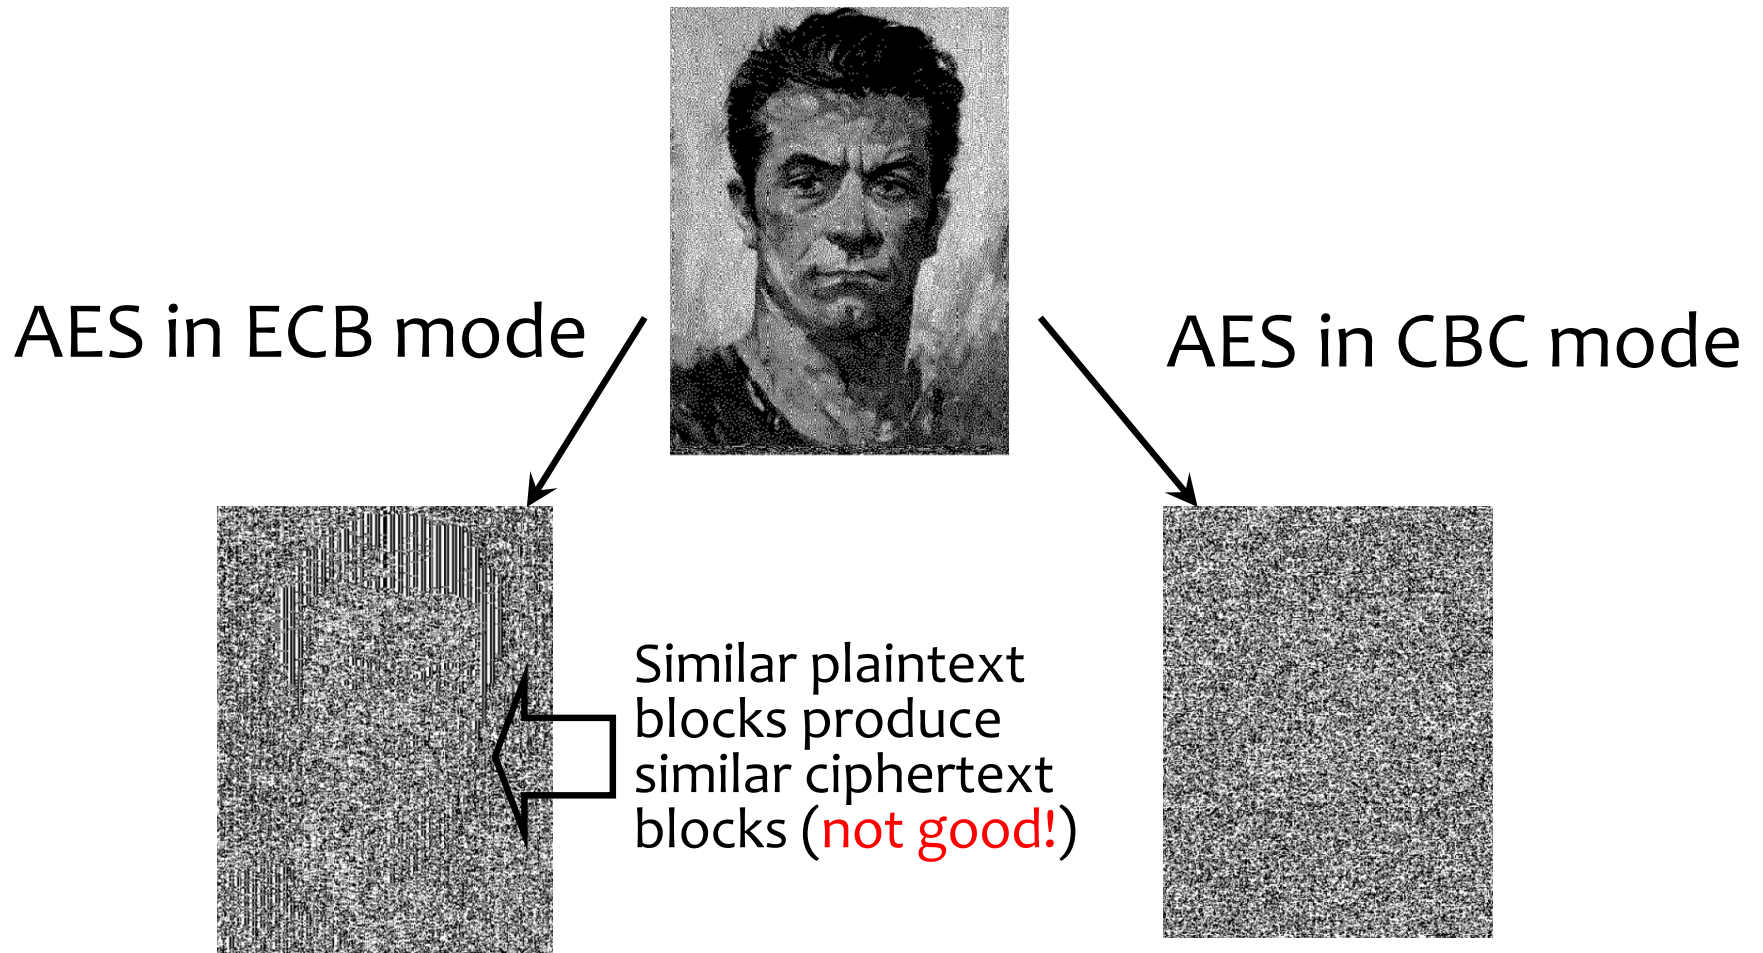 AES in ECB mode
AES in CBC mode
Similar plaintext
blocks produce
similar ciphertext
blocks (not good!)